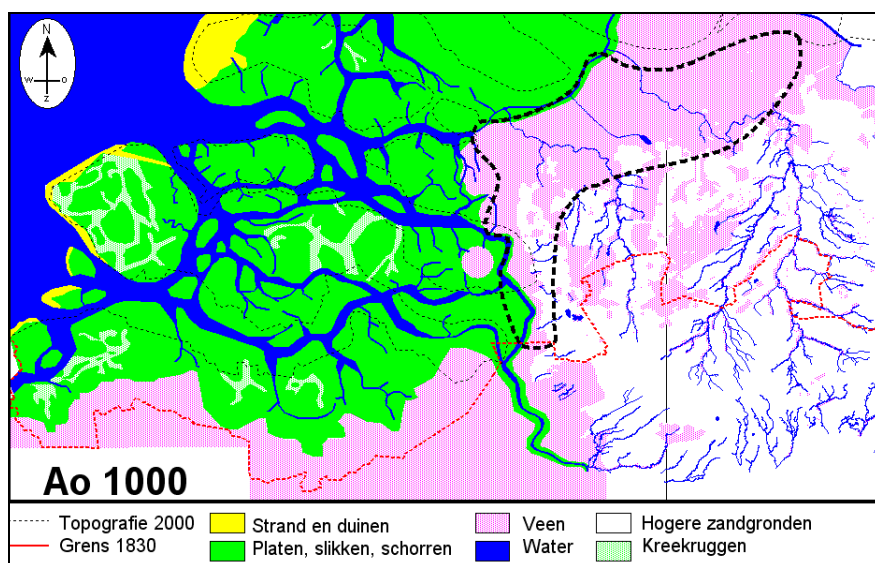 N
W O
Z
Ao 1000
Topografie 2000
Grens 1830
Strand en duinen
Platen, slikken, schorren
Veen
Water
Hogere zandgronden
Kreekruggen